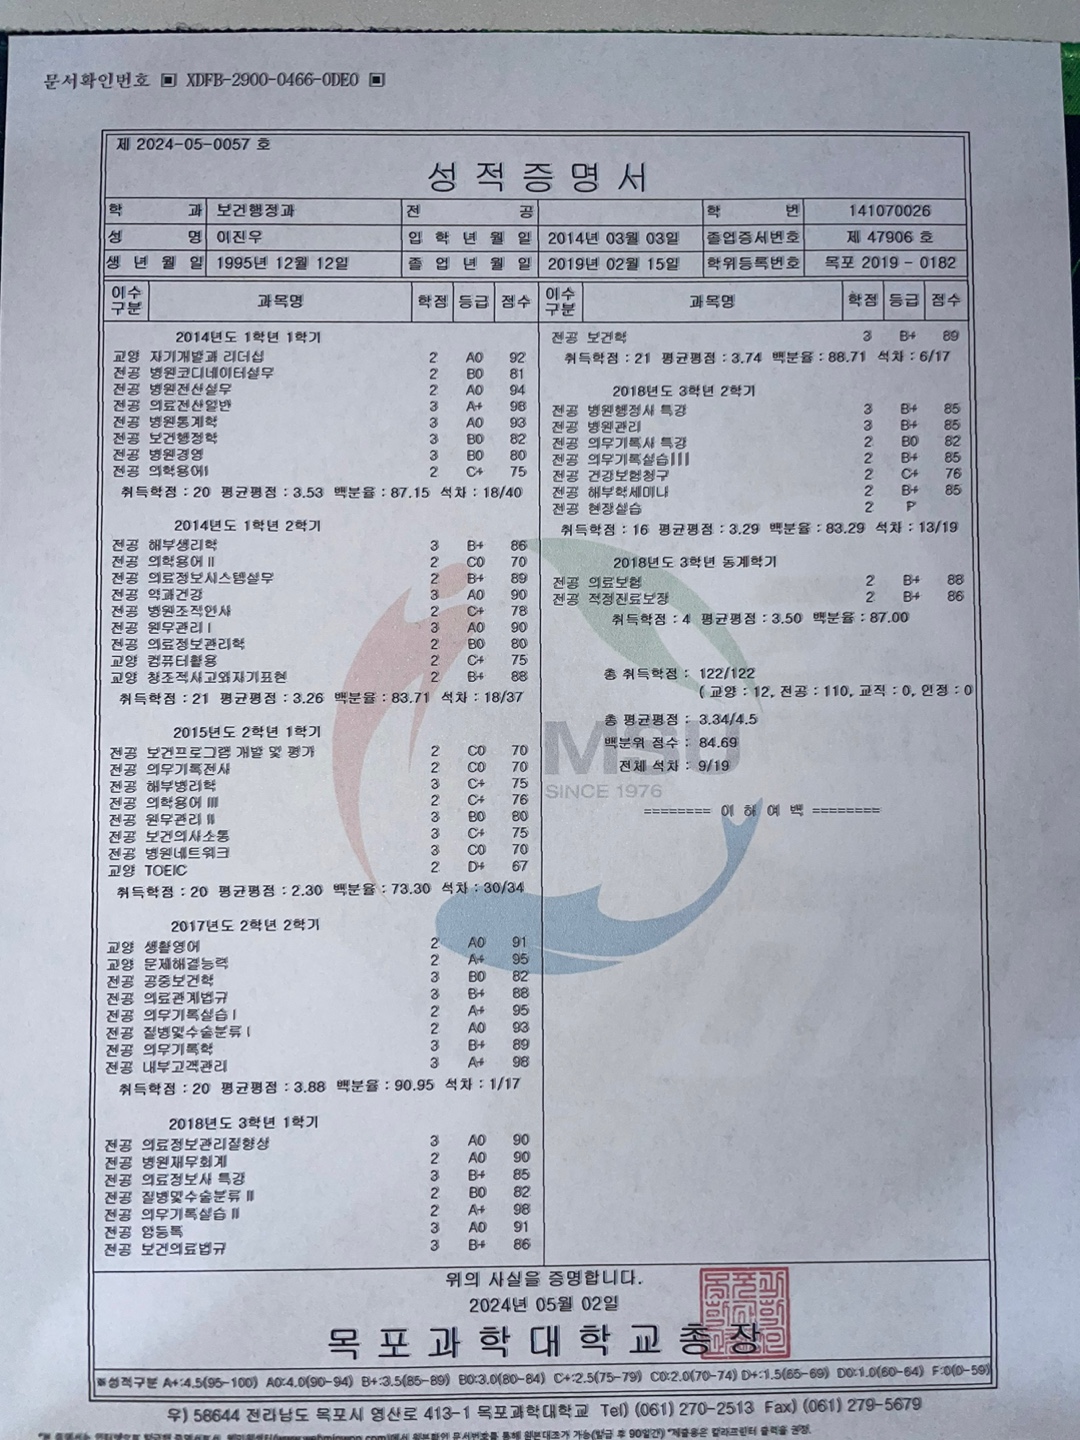 문서확인번호 ▣ XDFB-2900-0466-0DE0 ▣
제 2024-05-0057 호
성적증명서
학 과 보건행정과 전 공 학 번 141070026
성 명 이진우 입 학 년 월 일 2014년 03월 03일 졸업증서번호 제 47906 호
생 년 월 일 1995년 12월 12일 졸 업 년 월 일 2019년 02월 15일 학위등록번호 목포 2019 - 0182
이수구분 과목명 학점 등급 점수
2014년도 1학년 1학기
교양 자기개발과 리더십 2 A0 92
전공 병원코디네이터실무 2 B0 81
전공 병원전산실무 2 A0 94
전공 의료전산일반 3 A+ 98
전공 병원통계학 3 A0 93
전공 보건행정학 3 B0 82
전공 병원경영 3 B0 80
전공 의학용어I 2 C+ 75
취득학점 : 20 평균평점 : 3.53 백분율 : 87.15 석차 : 18/40
2014년도 1학년 2학기
전공 해부생리학 3 B+ 86
전공 의학용어 II 2 C0 70
전공 의료정보시스템실무 2 B+ 89
전공 약과건강 3 A0 90
전공 병원조직인사 2 C+ 78
전공 원무관리 I 3 A0 90
전공 의료정보관리학 2 B0 80
교양 컴퓨터활용 2 C+ 75
교양 창조적사고와자기표현 2 B+ 88
취득학점 : 21 평균평점 : 3.26 백분율 : 83.71 석차 : 18/37
2015년도 2학년 1학기
전공 보건프로그램 개발 및 평가 2 C0 70
전공 의무기록전사 2 C0 70
전공 해부병리학 3 C+ 75
전공 의학용어 III 2 C+ 76
전공 원무관리 II 3 B0 80
전공 보건의사소통 3 C+ 75
전공 병원네트워크 3 C0 70
교양 TOEIC 2 D+ 67
취득학점 : 20 평균평점 : 2.30 백분율 : 73.30 석차 : 30/34
2017년도 2학년 2학기
교양 생활영어 2 A0 91
교양 문제해결능력 2 A+ 95
전공 공중보건학 3 B0 82
전공 의료관계법규 3 B+ 88
전공 의무기록실습 I 2 A+ 95
전공 질병및수술분류 I 2 A0 93
전공 의무기록학 3 B+ 89
전공 내부고객관리 3 A+ 98
취득학점 : 20 평균평점 : 3.88 백분율 : 90.95 석차 : 1/17
2018년도 3학년 1학기
전공 의료정보관리질향상 3 A0 90
전공 병원재무회계 2 A0 90
전공 의료정보사 특강 3 B+ 85
전공 질병및수술분류 II 2 B0 82
전공 의무기록실습 II 2 A+ 98
전공 암등록 3 A0 91
전공 보건의료법규 3 B+ 86
이수구분 과목명 학점 등급 점수
전공 보건학 3 B+ 89
취득학점 : 21 평균평점 : 3.74 백분율 : 88.71 석차 : 6/17
2018년도 3학년 2학기
전공 병원행정사 특강 3 B+ 85
전공 병원관리 3 B+ 85
전공 의무기록사 특강 2 B0 82
전공 의무기록실습III 2 B+ 85
전공 건강보험청구 2 C+ 76
전공 해부학세미나 2 B+ 85
전공 현장실습 2 P
취득학점 : 16 평균평점 : 3.29 백분율 : 83.29 석차 : 13/19
2018년도 3학년 동계학기
전공 의료보험 2 B+ 88
전공 적정진료보장 2 B+ 86
취득학점 : 4 평균평점 : 3.50 백분율 : 87.00
총 취득학점 : 122/122
( 교양 : 12, 전공 : 110, 교직 : 0, 인정 : 0
총 평균평점 : 3.34/4.5
백분위 점수 : 84.69
전체 석차 : 9/19
MSU
SINCE 1976
======== 이 하 여 백 ========
위의 사실을 증명합니다.
2024년 05월 02일
목포과학대학교총장
※성적구분 A+:4.5(95-100) A0:4.0(90-94) B+:3.5(85-89) B0:3.0(80-84) C+:2.5(75-79) C0:2.0(70-74) D+:1.5(65-69) D0:1.0(60-64) F:0(0-59)
우) 58644 전라남도 목포시 영산로 413-1 목포과학대학교 Tel) (061) 270-2513 Fax) (061) 279-5679